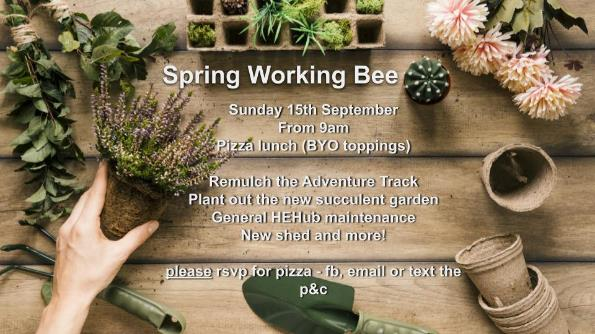 Spring Working Bee
Sunday 15th September
From 9am
Pizza lunch (BYO toppings)
Remulch the Adventure Track
Plant out the new succulent garden
General HEHub maintenance
New shed and more!
please rsvp for pizza - fb, email or text the
p&c